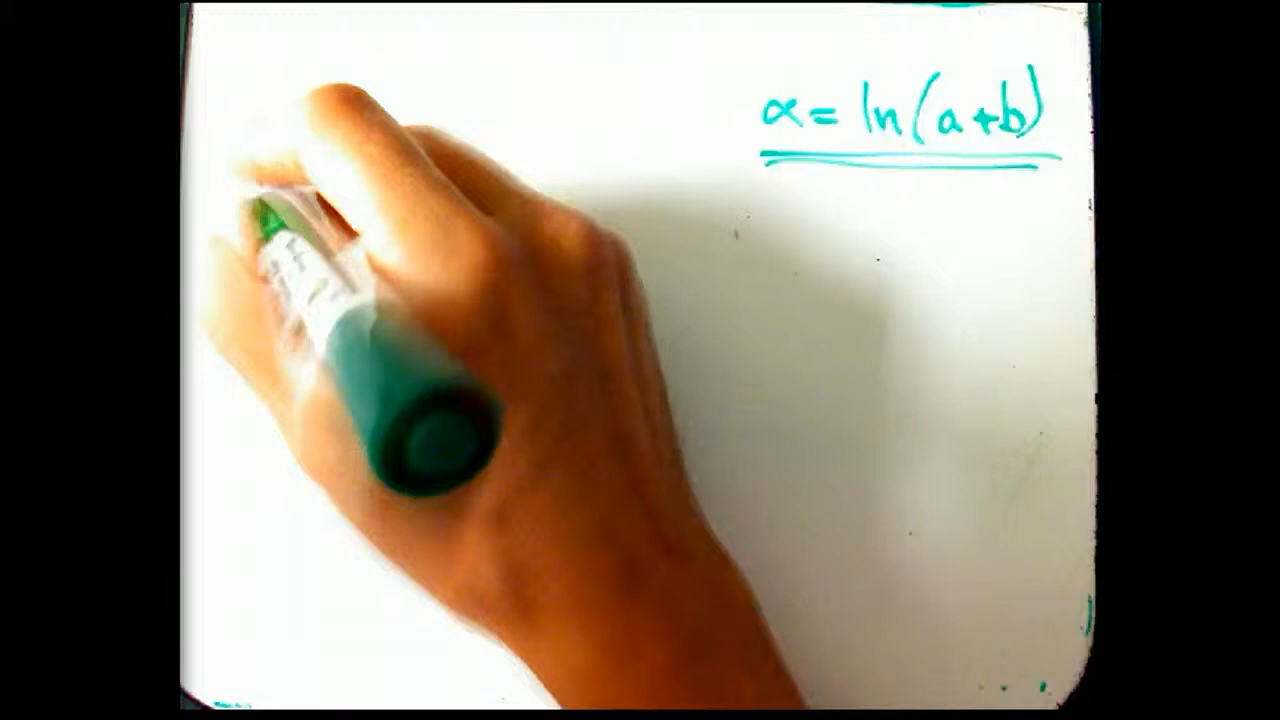 α = ln(a+b)